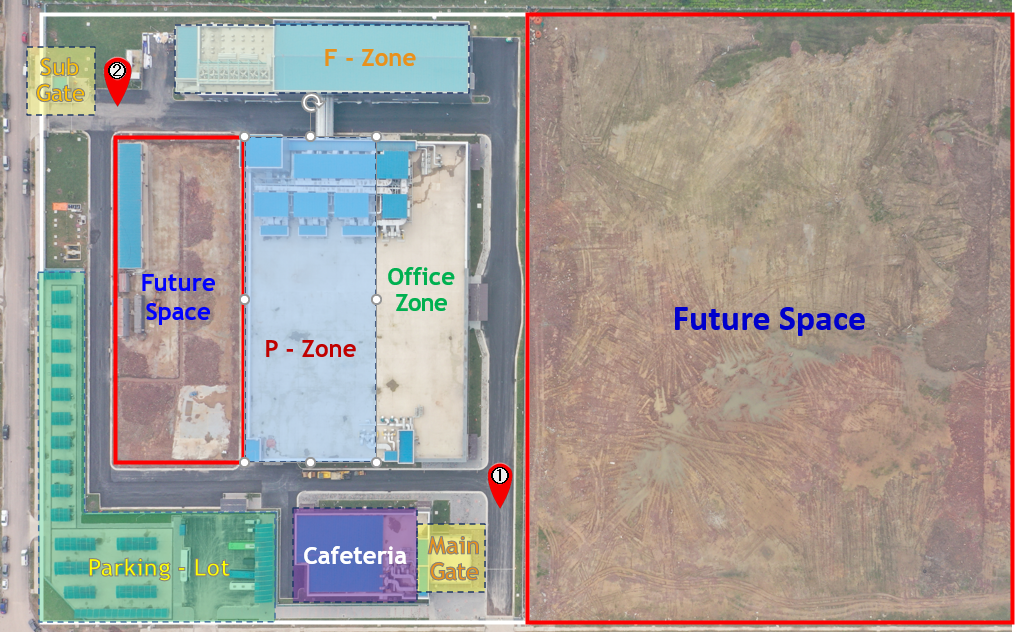 F - Zone
Sub
Gate
2
Future
Space
Office
Zone
P - Zone
Future Space
1
Cafeteria
Main
Gate
Parking - Lot